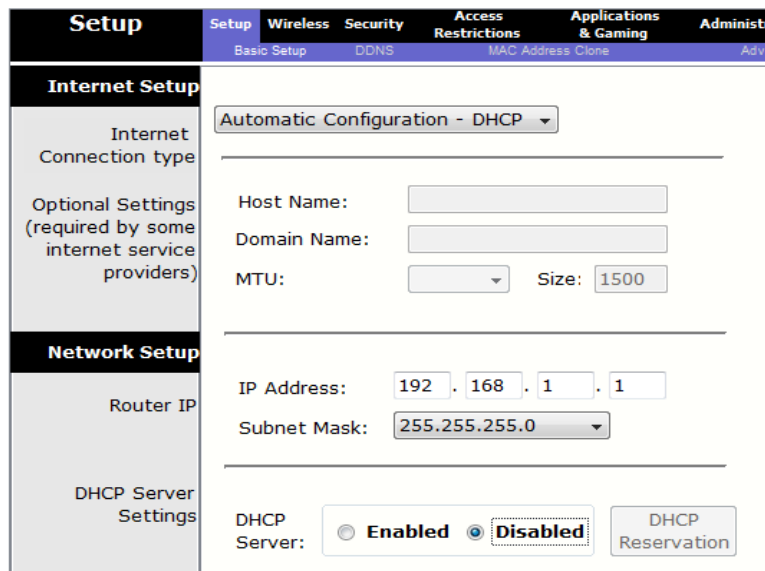 Setup
Setup Wireless Security Access Restrictions Applications & Gaming
Basic Setup DDNS MAC Address Clone
Internet Setup
Internet
Connection type
Automatic Configuration - DHCP
Optional Settings
(required by some
internet service
providers)
Host Name:
Domain Name:
MTU: Size: 1500
Network Setup
Router IP
IP Address: 192 . 168 . 1 . 1
Subnet Mask: 255.255.255.0
DHCP Server
Settings
DHCP
Server: Enabled Disabled
DHCP
Reservation